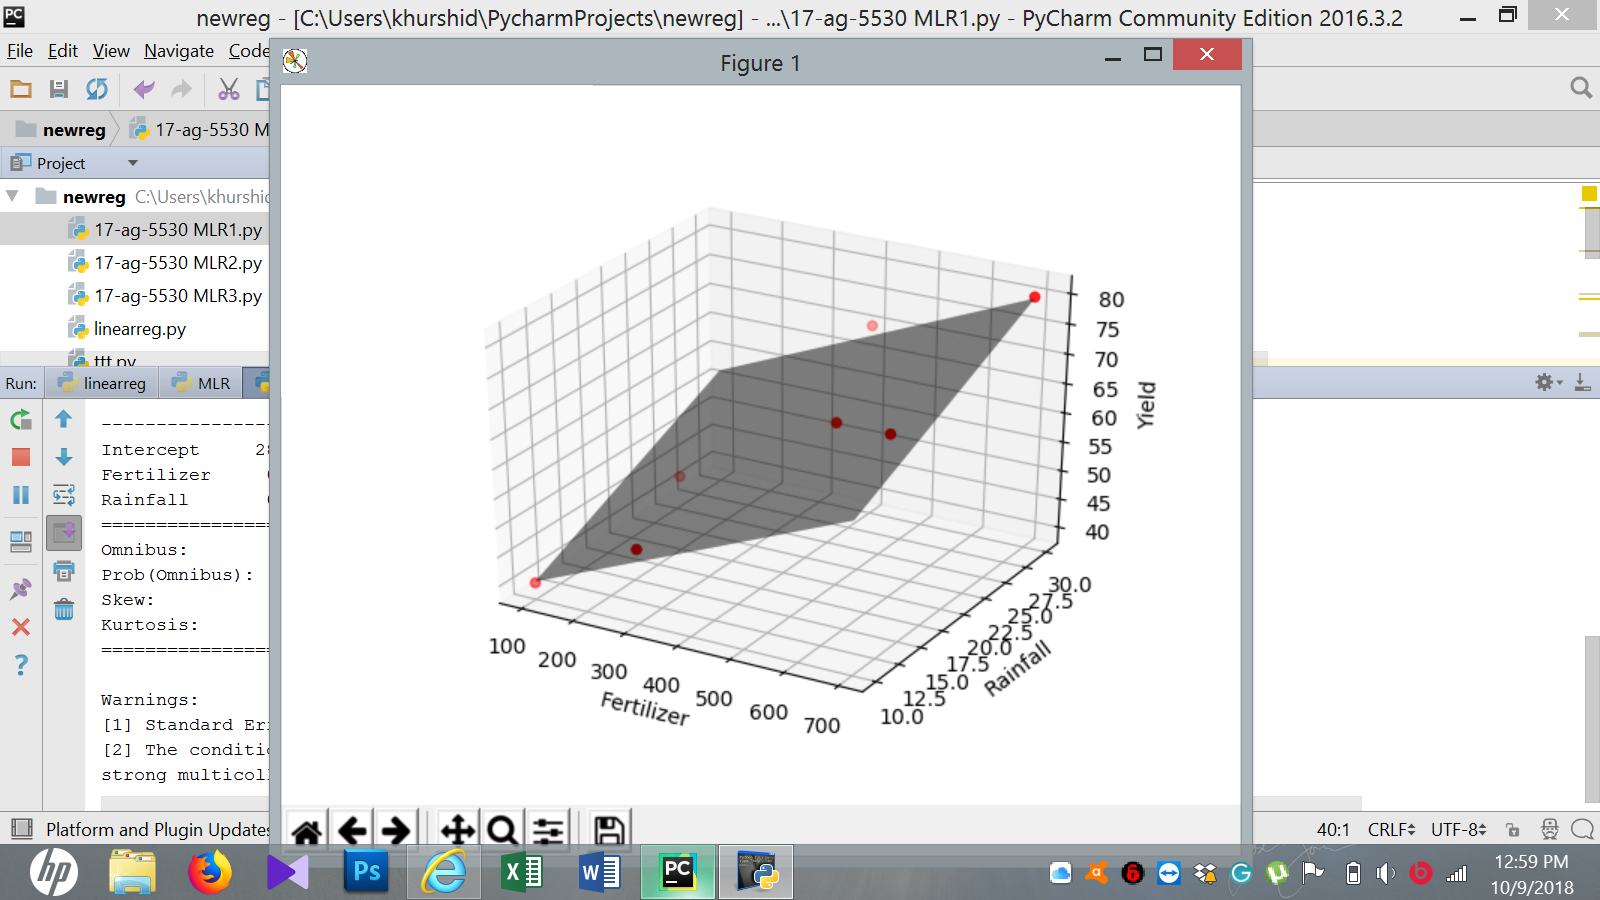 newreg - [C:\Users\khurshid\PycharmProjects\newreg] - ...\17-ag-5530 MLR1.py - PyCharm Community Edition 2016.3.2
File Edit View Navigate Code
Figure 1
newreg 17-ag-5530 M
Project
newreg C:\Users\khurshid
17-ag-5530 MLR1.py
17-ag-5530 MLR2.py
17-ag-5530 MLR3.py
linearreg.py
ttt.py
Run: linearreg MLR
Intercept 28
Fertilizer
Rainfall
Omnibus:
Prob(Omnibus):
Skew:
Kurtosis:
Warnings:
[1] Standard Er
[2] The conditi
strong multicol
80
75
70
65
60
55
50
45
40
Yield
30.0
27.5
25.0
22.5
20.0
17.5
15.0
12.5
10.0
Rainfall
100
200
300
400
500
600
700
Fertilizer
Platform and Plugin Updates
40:1 CRLF UTF-8
12:59 PM
10/9/2018